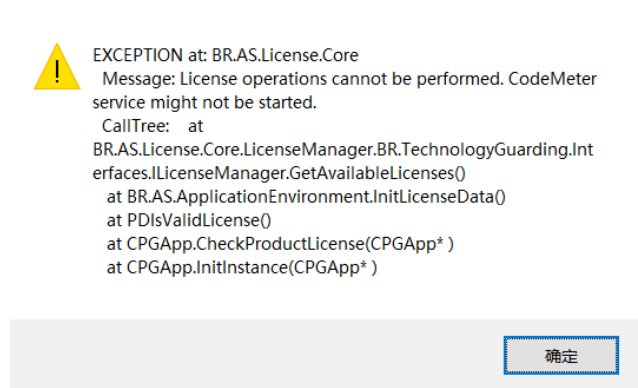 EXCEPTION at: BR.AS.License.Core
Message: License operations cannot be performed. CodeMeter
service might not be started.
CallTree: at
BR.AS.License.Core.LicenseManager.BR.TechnologyGuarding.Int
erfaces.ILicenseManager.GetAvailableLicenses()
at BR.AS.ApplicationEnvironment.InitLicenseData()
at PDIsValidLicense()
at CPGApp.CheckProductLicense(CPGApp* )
at CPGApp.InitInstance(CPGApp* )
确定